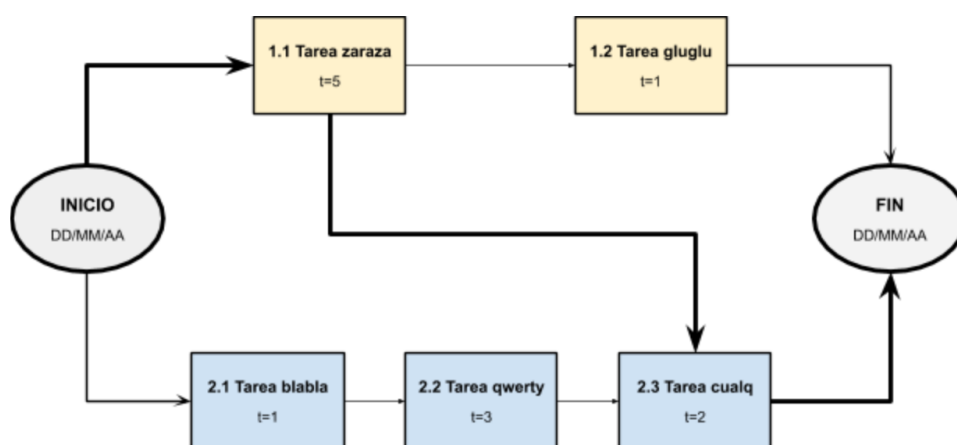 1.1 Tarea zaraza
t=5
1.2 Tarea gluglu
t=1
INICIO
DD/MM/AA
FIN
DD/MM/AA
2.1 Tarea blabla
t=1
2.2 Tarea qwerty
t=3
2.3 Tarea cualq
t=2